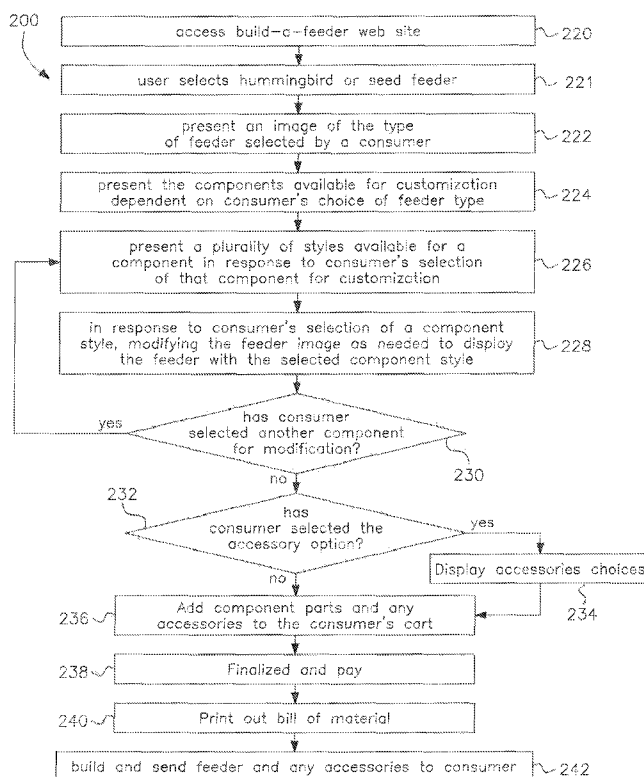 200
access build-a-feeder web site
220
user selects hummingbird or seed feeder
221
present an image of the type
of feeder selected by a consumer
222
present the components available for customization
dependent on consumer's choice of feeder type
224
present a plurality of styles available for a
component in response to consumer's selection
of that component for customization
226
in response to consumer's selection of a component
style, modifying the feeder image as needed to display
the feeder with the selected component style
228
yes
has consumer
selected another component
for modification?
230
no
232
has
consumer selected the
accessory option?
yes
no
Display accessories choices
234
236
Add component parts and any
accessories to the consumer's cart
238
Finalized and pay
240
Print out bill of material
build and send feeder and any accessories to consumer
242